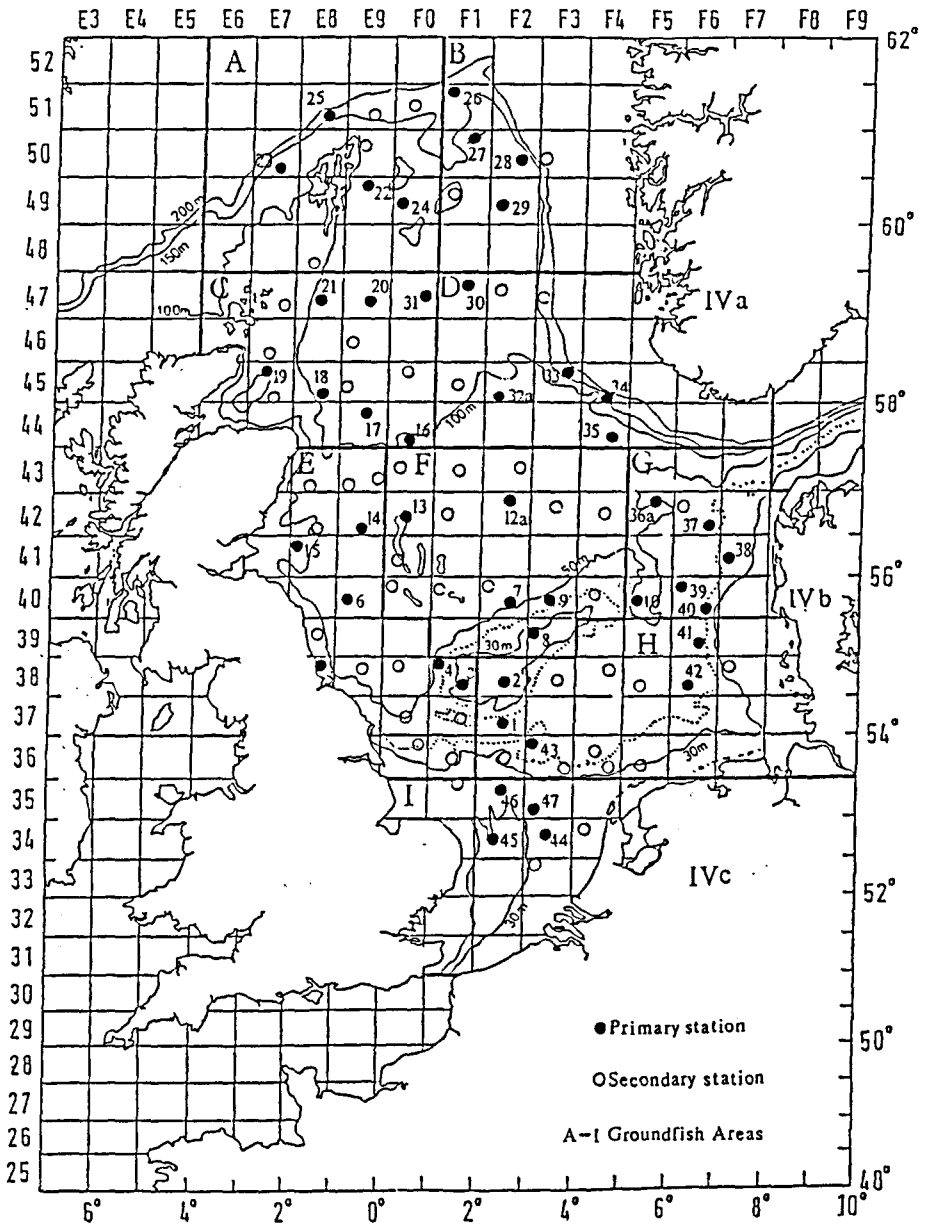 E3 E4 E5 E6 E7 E8 E9 F0 F1 F2 F3 F4 F5 F6 F7 F8 F9
62°
52 A B
51 25 26
50 27 28
49 200m 22 24 29
60°
48 150m
47 C 21 20 31 D 30 IVa
100m
46
45 19 18 33 34
32a 100m
58°
44 17 16 35
43 E F G
42 14 13 12a 36a 37
41 15 38
50m
56°
40 6 7 9 10 39 IVb
40
39 30m 8 H 41
38 4 2 42
37 1
54°
36 43 30m
35 I 46 47
34 45 44
33 IVc
52°
32 30m
31
30
29 ●Primary station
50°
28
27 ○Secondary station
26 A-I Groundfish Areas
25
48°
6° 4° 2° 0° 2° 4° 6° 8° 10°